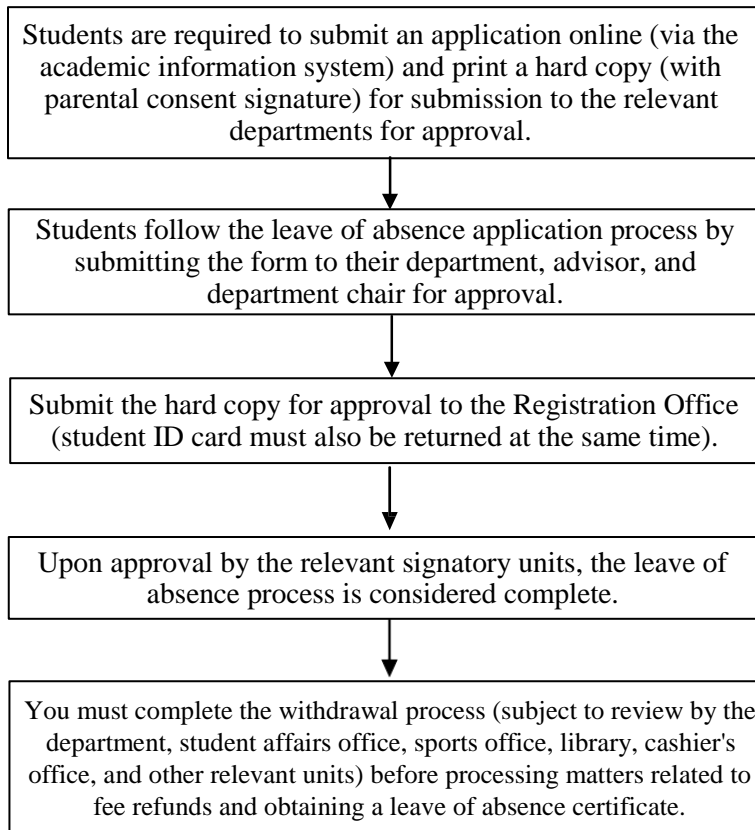 Students are required to submit an application online (via the
academic information system) and print a hard copy (with
parental consent signature) for submission to the relevant
departments for approval.
Students follow the leave of absence application process by
submitting the form to their department, advisor, and
department chair for approval.
Submit the hard copy for approval to the Registration Office
(student ID card must also be returned at the same time).
Upon approval by the relevant signatory units, the leave of
absence process is considered complete.
You must complete the withdrawal process (subject to review by the
department, student affairs office, sports office, library, cashier's
office, and other relevant units) before processing matters related to
fee refunds and obtaining a leave of absence certificate.